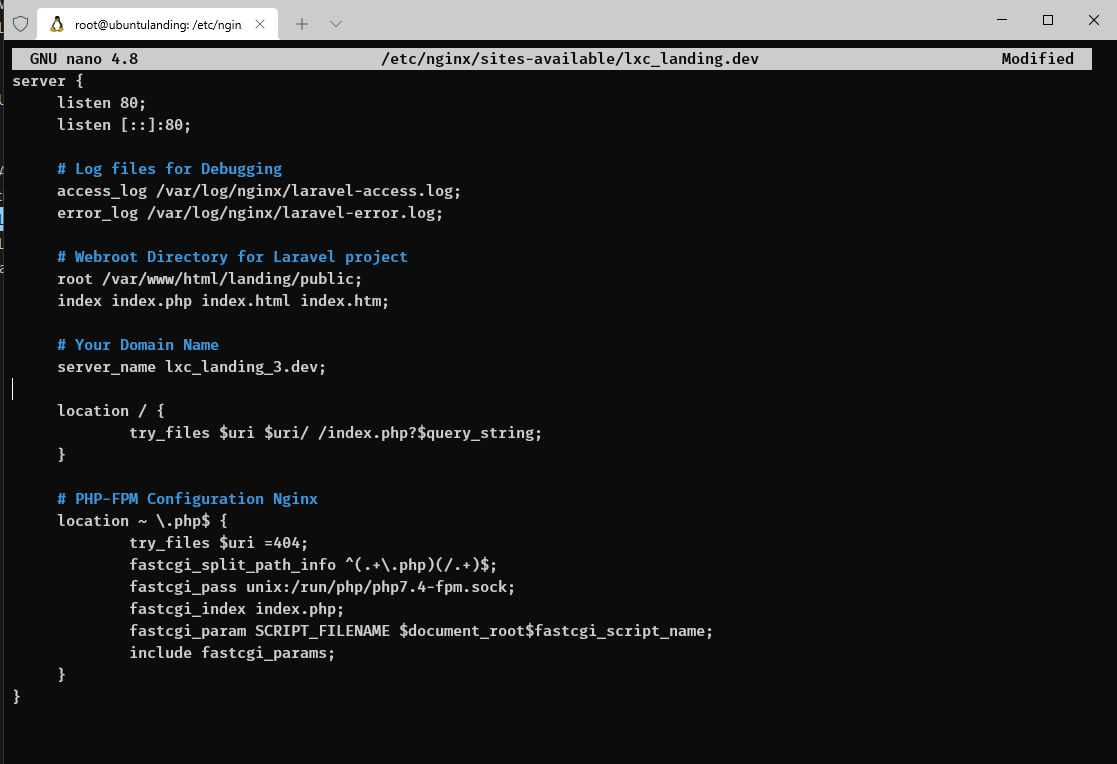 root@ubuntulanding: /etc/ngin
GNU nano 4.8 /etc/nginx/sites-available/lxc_landing.dev Modified
server {
listen 80;
listen [::]:80;
# Log files for Debugging
access_log /var/log/nginx/laravel-access.log;
error_log /var/log/nginx/laravel-error.log;
# Webroot Directory for Laravel project
root /var/www/html/landing/public;
index index.php index.html index.htm;
# Your Domain Name
server_name lxc_landing_3.dev;
location / {
try_files $uri $uri/ /index.php?$query_string;
}
# PHP-FPM Configuration Nginx
location ~ \.php$ {
try_files $uri =404;
fastcgi_split_path_info ^(.+\.php)(/.+)$;
fastcgi_pass unix:/run/php/php7.4-fpm.sock;
fastcgi_index index.php;
fastcgi_param SCRIPT_FILENAME $document_root$fastcgi_script_name;
include fastcgi_params;
}
}